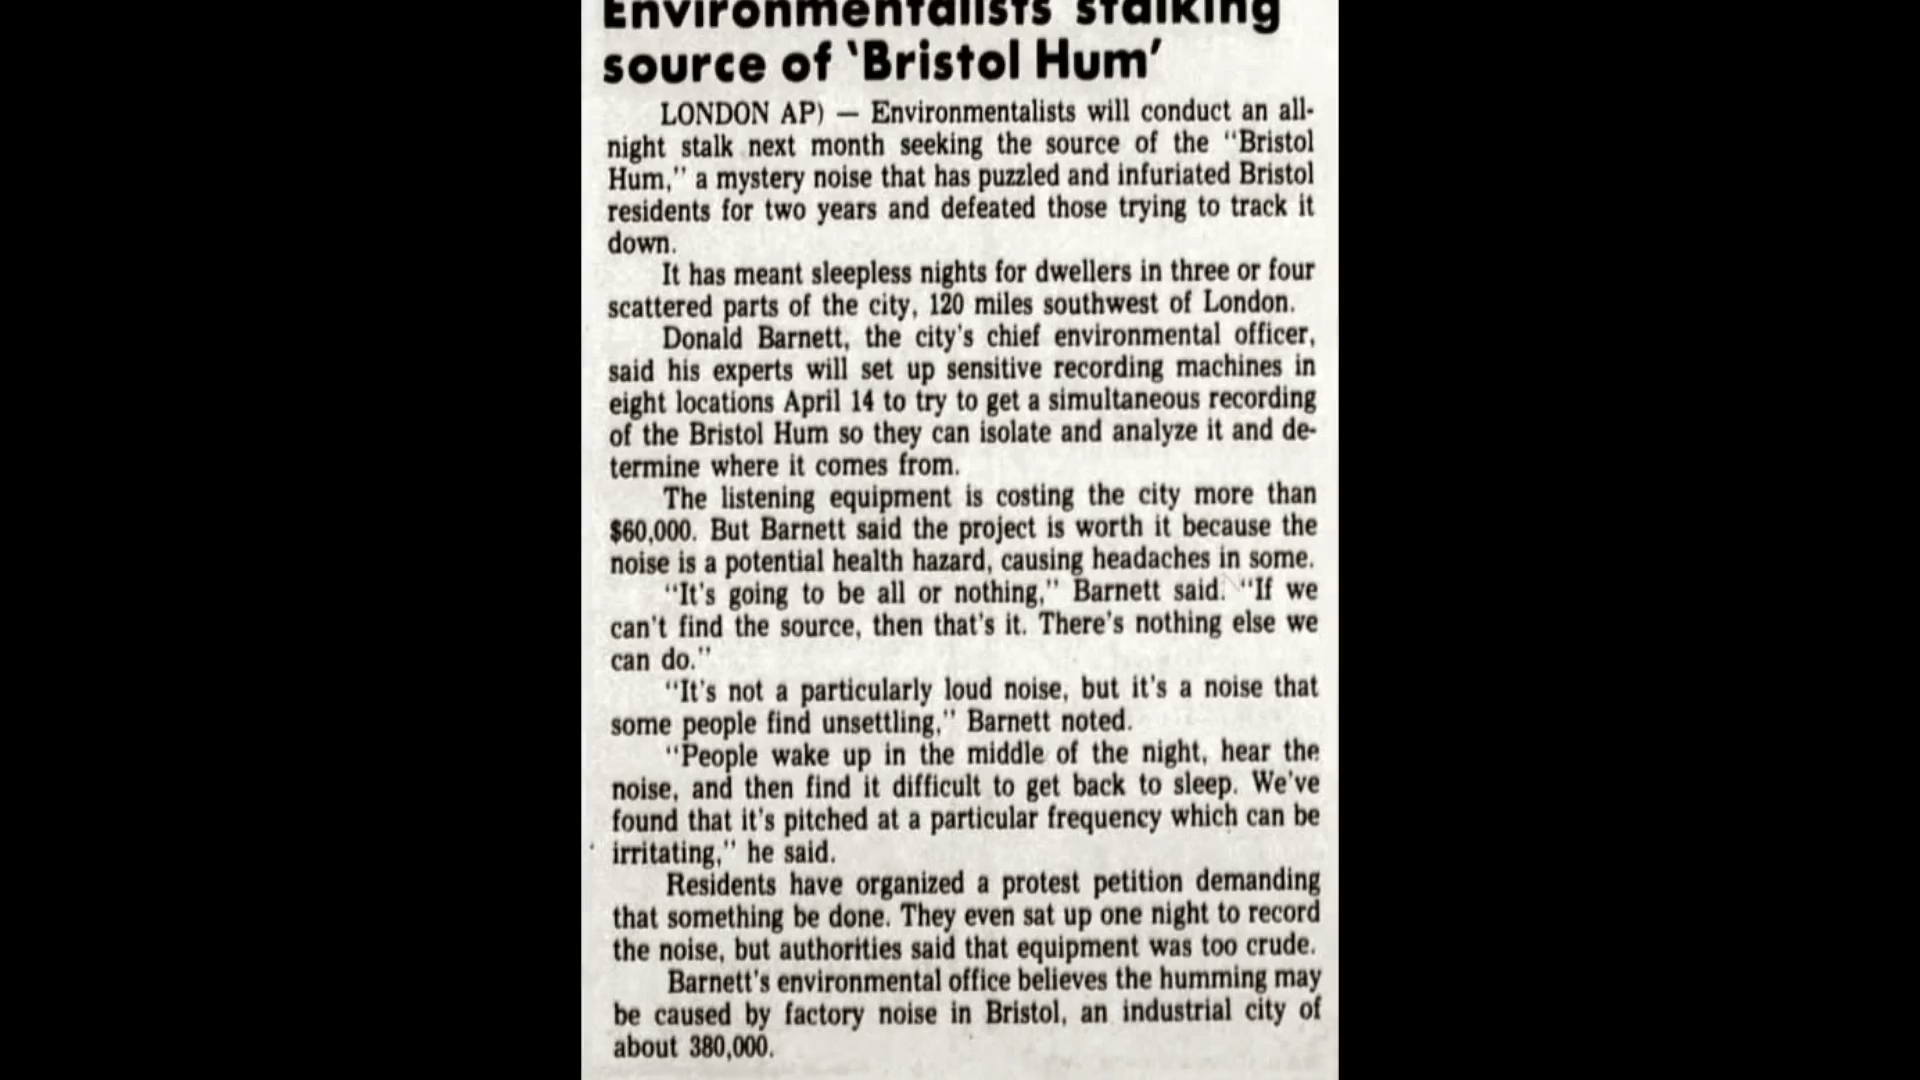 Environmentalists stalking
source of 'Bristol Hum'
LONDON AP) — Environmentalists will conduct an all-
night stalk next month seeking the source of the "Bristol
Hum," a mystery noise that has puzzled and infuriated Bristol
residents for two years and defeated those trying to track it
down.
It has meant sleepless nights for dwellers in three or four
scattered parts of the city, 120 miles southwest of London.
Donald Barnett, the city's chief environmental officer,
said his experts will set up sensitive recording machines in
eight locations April 14 to try to get a simultaneous recording
of the Bristol Hum so they can isolate and analyze it and de-
termine where it comes from.
The listening equipment is costing the city more than
$60,000. But Barnett said the project is worth it because the
noise is a potential health hazard, causing headaches in some.
"It's going to be all or nothing," Barnett said. "If we
can't find the source, then that's it. There's nothing else we
can do."
"It's not a particularly loud noise, but it's a noise that
some people find unsettling," Barnett noted.
"People wake up in the middle of the night, hear the
noise, and then find it difficult to get back to sleep. We've
found that it's pitched at a particular frequency which can be
irritating," he said.
Residents have organized a protest petition demanding
that something be done. They even sat up one night to record
the noise, but authorities said that equipment was too crude.
Barnett's environmental office believes the humming may
be caused by factory noise in Bristol, an industrial city of
about 380,000.